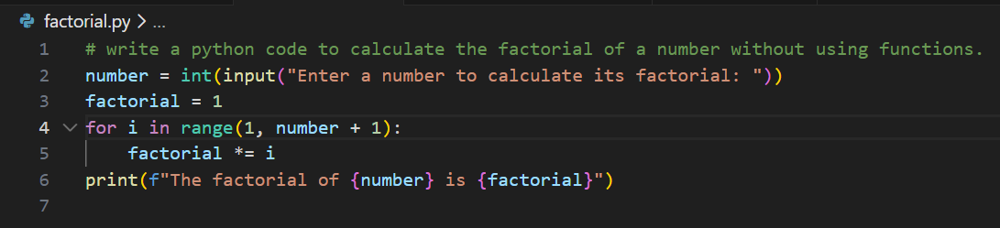 factorial.py > ...
1 # write a python code to calculate the factorial of a number without using functions.
2 number = int(input("Enter a number to calculate its factorial: "))
3 factorial = 1
4 for i in range(1, number + 1):
5     factorial *= i
6 print(f"The factorial of {number} is {factorial}")
7